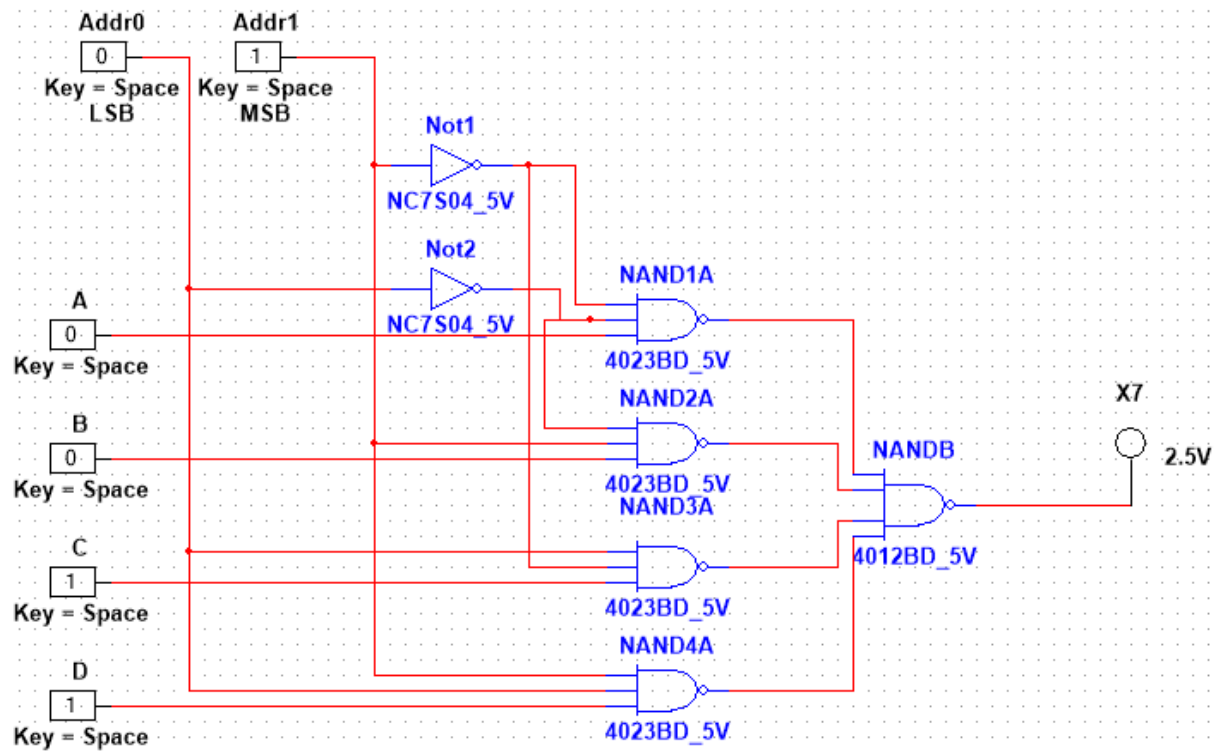 Addr0
0
Key = Space
LSB
Addr1
1
Key = Space
MSB
Not1
NC7S04_5V
Not2
NC7S04_5V
A
0
Key = Space
NAND1A
4023BD_5V
B
0
Key = Space
NAND2A
4023BD_5V
C
1
Key = Space
NAND3A
4023BD_5V
D
1
Key = Space
NAND4A
4023BD_5V
NANDB
4012BD_5V
X7
2.5V